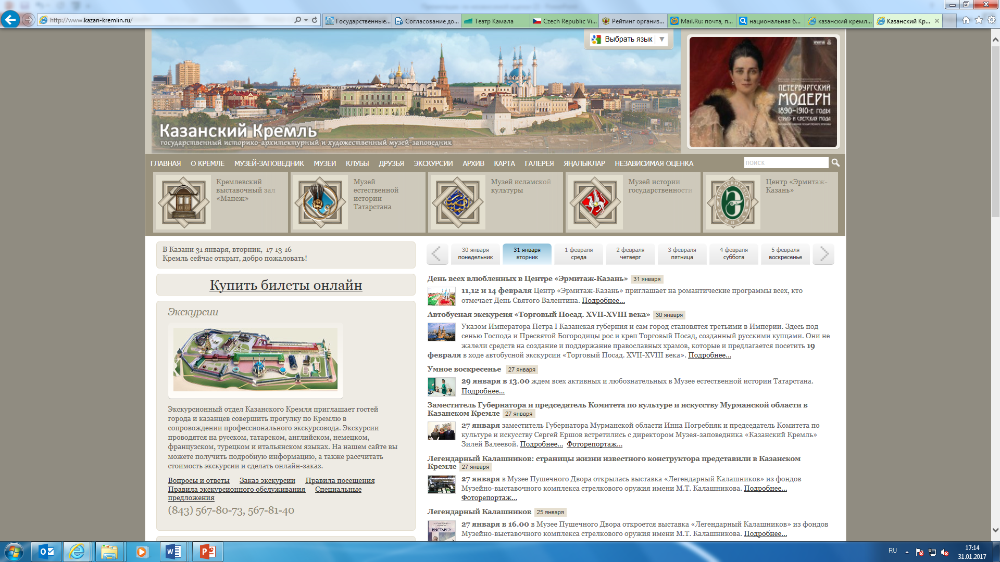 http://www.kazan-kremlin.ru/
Государственные...
Согласование до...
Театр Камала
Czech Republic Vi...
Рейтинг организ...
Mail.Ru: почта, п...
национальная б...
казанский кремл...
Казанский Кр...
Выбрать язык
ПЕТЕРБУРГСКИЙ
МОДЕРН
1890-1910-Е ГОДЫ
СТИЛЬ И СВЕТСКАЯ МОДА
Казанский Кремль
государственный историко-архитектурный и художественный музей-заповедник
ГЛАВНАЯ О КРЕМЛЕ МУЗЕЙ-ЗАПОВЕДНИК МУЗЕИ КЛУБЫ ДРУЗЬЯ ЭКСКУРСИИ АРХИВ КАРТА ГАЛЕРЕЯ ЯҢАЛЫКЛАР НЕЗАВИСИМАЯ ОЦЕНКА
поиск
Кремлевский
выставочный зал
«Манеж»
Музей
естественной
истории
Татарстана
Музей исламской
культуры
Музей истории
государственности
Центр «Эрмитаж-
Казань»
В Казани 31 января, вторник, 17 13 16
Кремль сейчас открыт, добро пожаловать!
Купить билеты онлайн
Экскурсии
Экскурсионный отдел Казанского Кремля приглашает гостей
города и казанцев совершить прогулку по Кремлю в
сопровождении профессионального экскурсовода. Экскурсии
проводятся на русском, татарском, английском, немецком,
французском, турецком и итальянском языках. На нашем сайте вы
можете получить подробную информацию, а также рассчитать
стоимость экскурсии и сделать онлайн-заказ.
Вопросы и ответы Заказ экскурсии Правила посещения
Правила экскурсионного обслуживания Специальные
предложения
(843) 567-80-73, 567-81-40
30 января
понедельник
31 января
вторник
1 февраля
среда
2 февраля
четверг
3 февраля
пятница
4 февраля
суббота
5 февраля
воскресенье
День всех влюбленных в Центре «Эрмитаж-Казань» 31 января
11,12 и 14 февраля Центр «Эрмитаж-Казань» приглашает на романтические программы всех, кто
отмечает День Святого Валентина. Подробнее...
Автобусная экскурсия «Торговый Посад. XVII-XVIII века» 30 января
Указом Императора Петра I Казанская губерния и сам город становятся третьими в Империи. Здесь под
сенью Господа и Пресвятой Богородицы рос и креп Торговый Посад, созданный русскими купцами. Они не
жалели средств на создание и поддержание православных храмов, которые и предлагается посетить 19
февраля в ходе автобусной экскурсии «Торговый Посад. XVII-XVIII века». Подробнее...
Умное воскресенье 27 января
29 января в 13.00 ждем всех активных и любознательных в Музее естественной истории Татарстана.
Подробнее...
Заместитель Губернатора и председатель Комитета по культуре и искусству Мурманской области в
Казанском Кремле 27 января
27 января заместитель Губернатора Мурманской области Инна Погребняк и председатель Комитета по
культуре и искусству Сергей Ершов встретились с директором Музея-заповедника «Казанский Кремль»
Зилей Валеевой. Подробнее... Фоторепортаж...
Легендарный Калашников: страницы жизни известного конструктора представили в Казанском
Кремле 27 января
27 января в Музее Пушечного Двора открылась выставка «Легендарный Калашников» из фондов
Музейно-выставочного комплекса стрелкового оружия имени М.Т. Калашникова. Подробнее...
Фоторепортаж...
Легендарный Калашников 25 января
ВЫСТАВКА
27 января в 16.00 в Музее Пушечного Двора откроется выставка «Легендарный Калашников» из фондов
Музейно-выставочного комплекса стрелкового оружия имени М.Т. Калашникова. Подробнее...
RU
17:14
31.01.2017